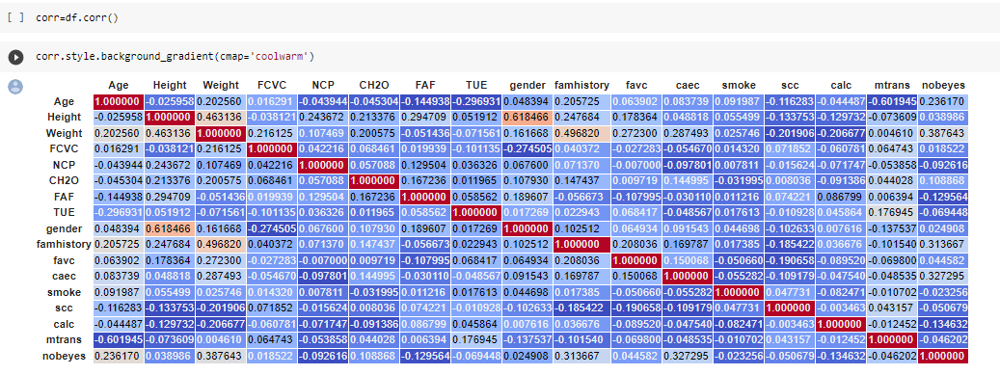 [ ] corr=df.corr()
corr.style.background_gradient(cmap='coolwarm')
Age Height Weight FCVC NCP CH2O FAF TUE gender famhistory favc caec smoke scc calc mtrans nobeyes
Age 1.000000 -0.025958 0.202560 0.016291 -0.043944 -0.045304 -0.144938 -0.296931 0.048394 0.205725 0.063902 0.083739 0.091987 -0.116283 -0.044487 -0.601945 0.236170
Height -0.025958 1.000000 0.463136 -0.038121 0.243672 0.213376 0.294709 0.051912 0.618466 0.247684 0.178364 0.048818 0.055499 -0.133753 -0.129732 -0.073609 0.038986
Weight 0.202560 0.463136 1.000000 0.216125 0.107469 0.200575 -0.051436 -0.071561 0.161668 0.496820 0.272300 0.287493 0.025746 -0.201906 -0.206677 0.004610 0.387643
FCVC 0.016291 -0.038121 0.216125 1.000000 0.042216 0.068461 0.019939 -0.101135 -0.274505 0.040372 -0.027283 -0.054670 0.014320 0.071852 -0.060781 0.064743 0.018522
NCP -0.043944 0.243672 0.107469 0.042216 1.000000 0.057088 0.129504 0.036326 0.067600 0.071370 -0.007000 -0.097801 0.007811 -0.015624 -0.071747 -0.053858 -0.092616
CH2O -0.045304 0.213376 0.200575 0.068461 0.057088 1.000000 0.167236 0.011965 0.107930 0.147437 0.009719 0.144995 -0.031995 0.008036 -0.091386 0.044028 0.108868
FAF -0.144938 0.294709 -0.051436 0.019939 0.129504 0.167236 1.000000 0.058562 0.189607 -0.056673 -0.107995 -0.030110 0.011216 0.074221 0.086799 0.006394 -0.129564
TUE -0.296931 0.051912 -0.071561 -0.101135 0.036326 0.011965 0.058562 1.000000 0.017269 0.022943 0.068417 -0.048567 0.017613 -0.010928 0.045864 0.176945 -0.069448
gender 0.048394 0.618466 0.161668 -0.274505 0.067600 0.107930 0.189607 0.017269 1.000000 0.102512 0.064934 0.091543 0.044698 -0.102633 0.007616 -0.137537 0.024908
famhistory 0.205725 0.247684 0.496820 0.040372 0.071370 0.147437 -0.056673 0.022943 0.102512 1.000000 0.208036 0.169787 0.017385 -0.185422 0.036676 -0.101540 0.313667
favc 0.063902 0.178364 0.272300 -0.027283 -0.007000 0.009719 -0.107995 0.068417 0.064934 0.208036 1.000000 0.150068 -0.050660 -0.190658 -0.089520 -0.069800 0.044582
caec 0.083739 0.048818 0.287493 -0.054670 -0.097801 0.144995 -0.030110 -0.048567 0.091543 0.169787 0.150068 1.000000 -0.055282 -0.109179 -0.047540 -0.048535 0.327295
smoke 0.091987 0.055499 0.025746 0.014320 0.007811 -0.031995 0.011216 0.017613 0.044698 0.017385 -0.050660 -0.055282 1.000000 0.047731 -0.082471 -0.010702 -0.023256
scc -0.116283 -0.133753 -0.201906 0.071852 -0.015624 0.008036 0.074221 -0.010928 -0.102633 -0.185422 -0.190658 -0.109179 0.047731 1.000000 -0.003463 0.043157 -0.050679
calc -0.044487 -0.129732 -0.206677 -0.060781 -0.071747 -0.091386 0.086799 0.045864 0.007616 0.036676 -0.089520 -0.047540 -0.082471 -0.003463 1.000000 -0.012452 -0.134632
mtrans -0.601945 -0.073609 0.004610 0.064743 -0.053858 0.044028 0.006394 0.176945 -0.137537 -0.101540 -0.069800 -0.048535 -0.010702 0.043157 -0.012452 1.000000 -0.046202
nobeyes 0.236170 0.038986 0.387643 0.018522 -0.092616 0.108868 -0.129564 -0.069448 0.024908 0.313667 0.044582 0.327295 -0.023256 -0.050679 -0.134632 -0.046202 1.000000